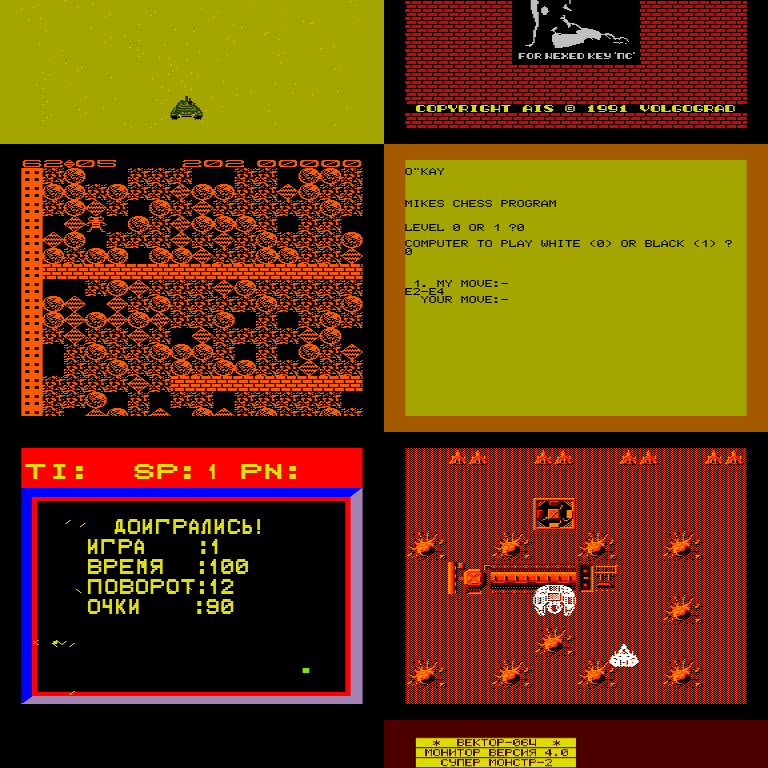 FOR NEXED KEY 'ПС'
COPYRIGHT AIS © 1991 VOLGOGRAD
62◆05 202 00000
O"KAY
MIKES CHESS PROGRAM
LEVEL 0 OR 1 ?0
COMPUTER TO PLAY WHITE (0) OR BLACK (1) ?
0
1. MY MOVE:-
E2-E4
YOUR MOVE:-
TI: SP:1 PN:
ДОИГРАЛИСЬ!
ИГРА :1
ВРЕМЯ :100
ПОВОРОТ:12
ОЧКИ :90
* ВЕКТОР-06Ц *
МОНИТОР ВЕРСИЯ 4.0
СУПЕР МОНСТР-2